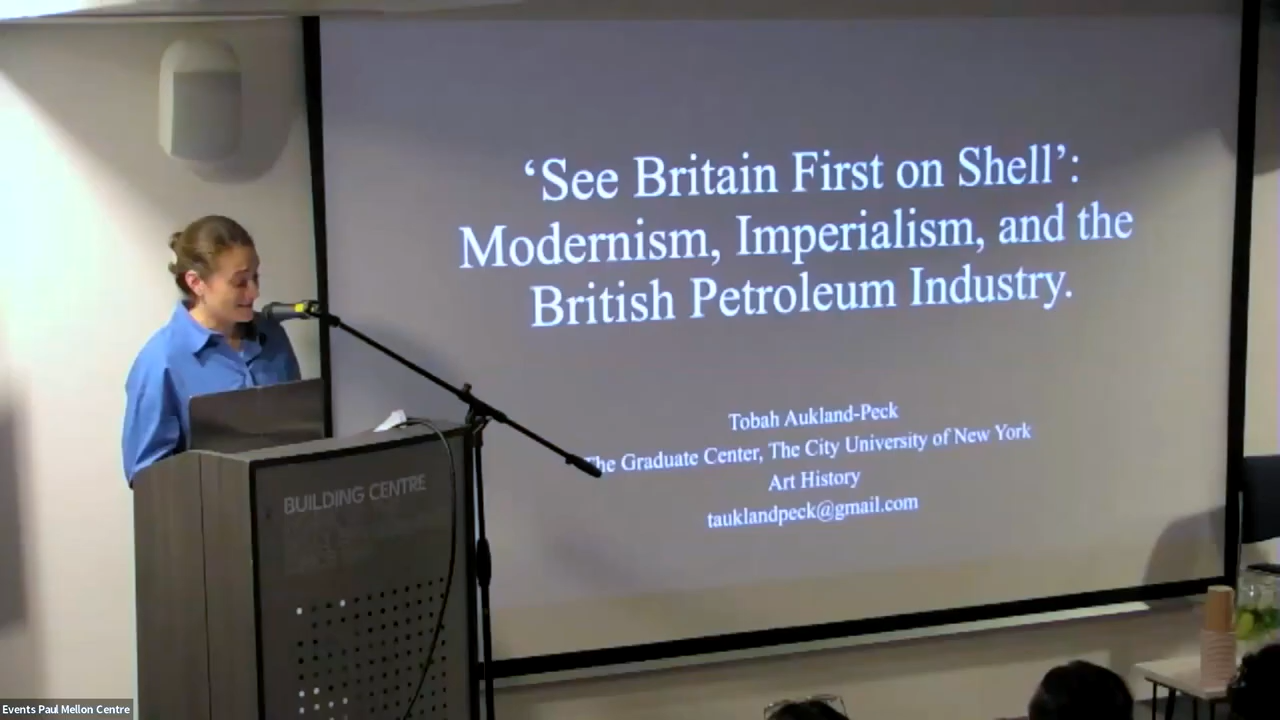 ‘See Britain First on Shell’:
Modernism, Imperialism, and the
British Petroleum Industry.
Tobah Aukland-Peck
The Graduate Center, The City University of New York
Art History
tauklandpeck@gmail.com
BUILDING CENTRE
Events Paul Mellon Centre